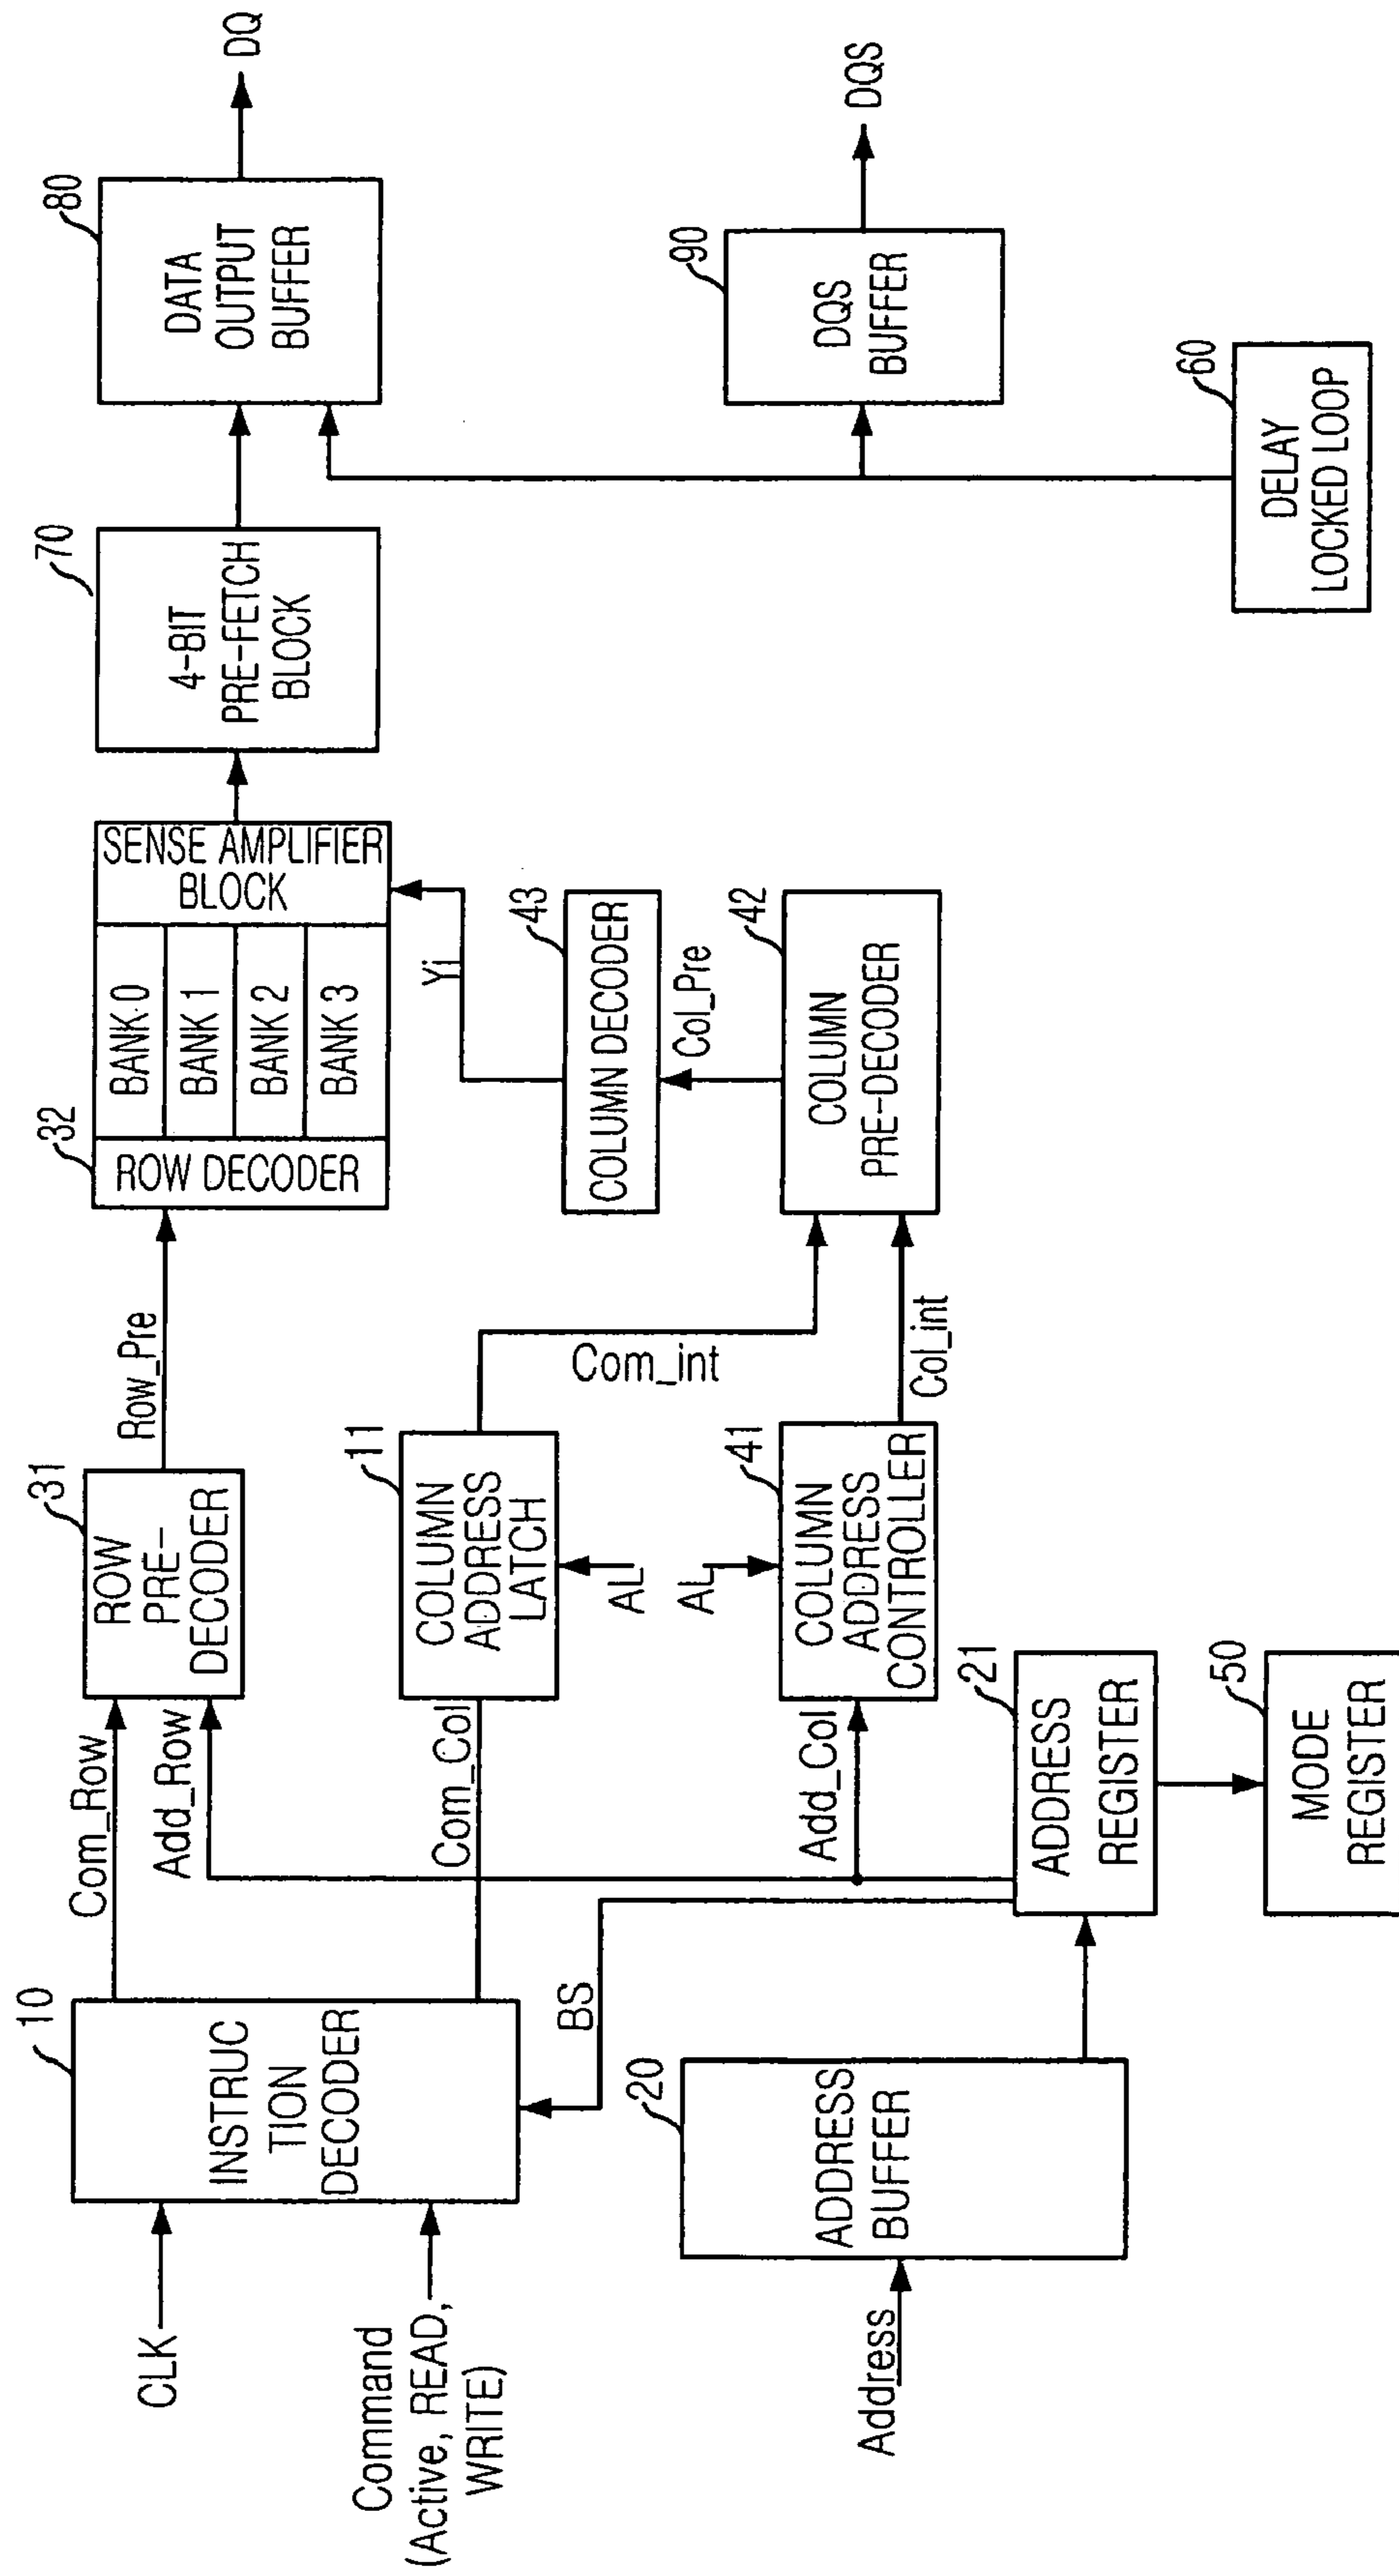 CLK
Command
(Active, READ,
WRITE)
10
INSTRUC
TION
DECODER
Com_Row
Add_Row
Com_Col
BS
31
ROW
PRE-
DECODER
Row_Pre
32
ROW DECODER
BANK 0
BANK 1
BANK 2
BANK 3
SENSE AMPLIFIER
BLOCK
70
4-BIT
PRE-FETCH
BLOCK
80
DATA
OUTPUT
BUFFER
DQ
11
COLUMN
ADDRESS
LATCH
AL
Com_int
AL
41
COLUMN
ADDRESS
CONTROLLER
Add_Col
Col_int
43
COLUMN DECODER
Yi
Col_Pre
42
COLUMN
PRE-DECODER
90
DQS
BUFFER
DQS
Address
20
ADDRESS
BUFFER
21
ADDRESS
REGISTER
50
MODE
REGISTER
60
DELAY
LOCKED LOOP